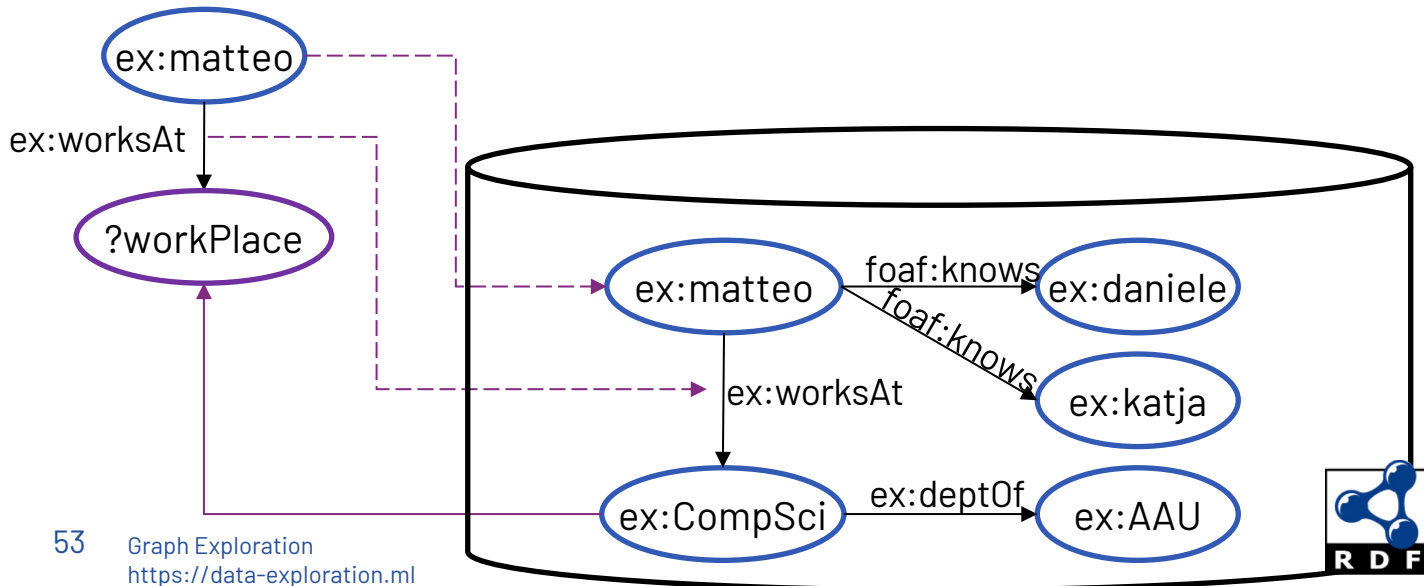 ex:matteo
ex:worksAt
?workPlace
ex:matteo
foaf:knows
ex:daniele
foaf:knows
ex:katja
ex:worksAt
ex:CompSci
ex:deptOf
ex:AAU
RDF
53
Graph Exploration
https://data-exploration.ml